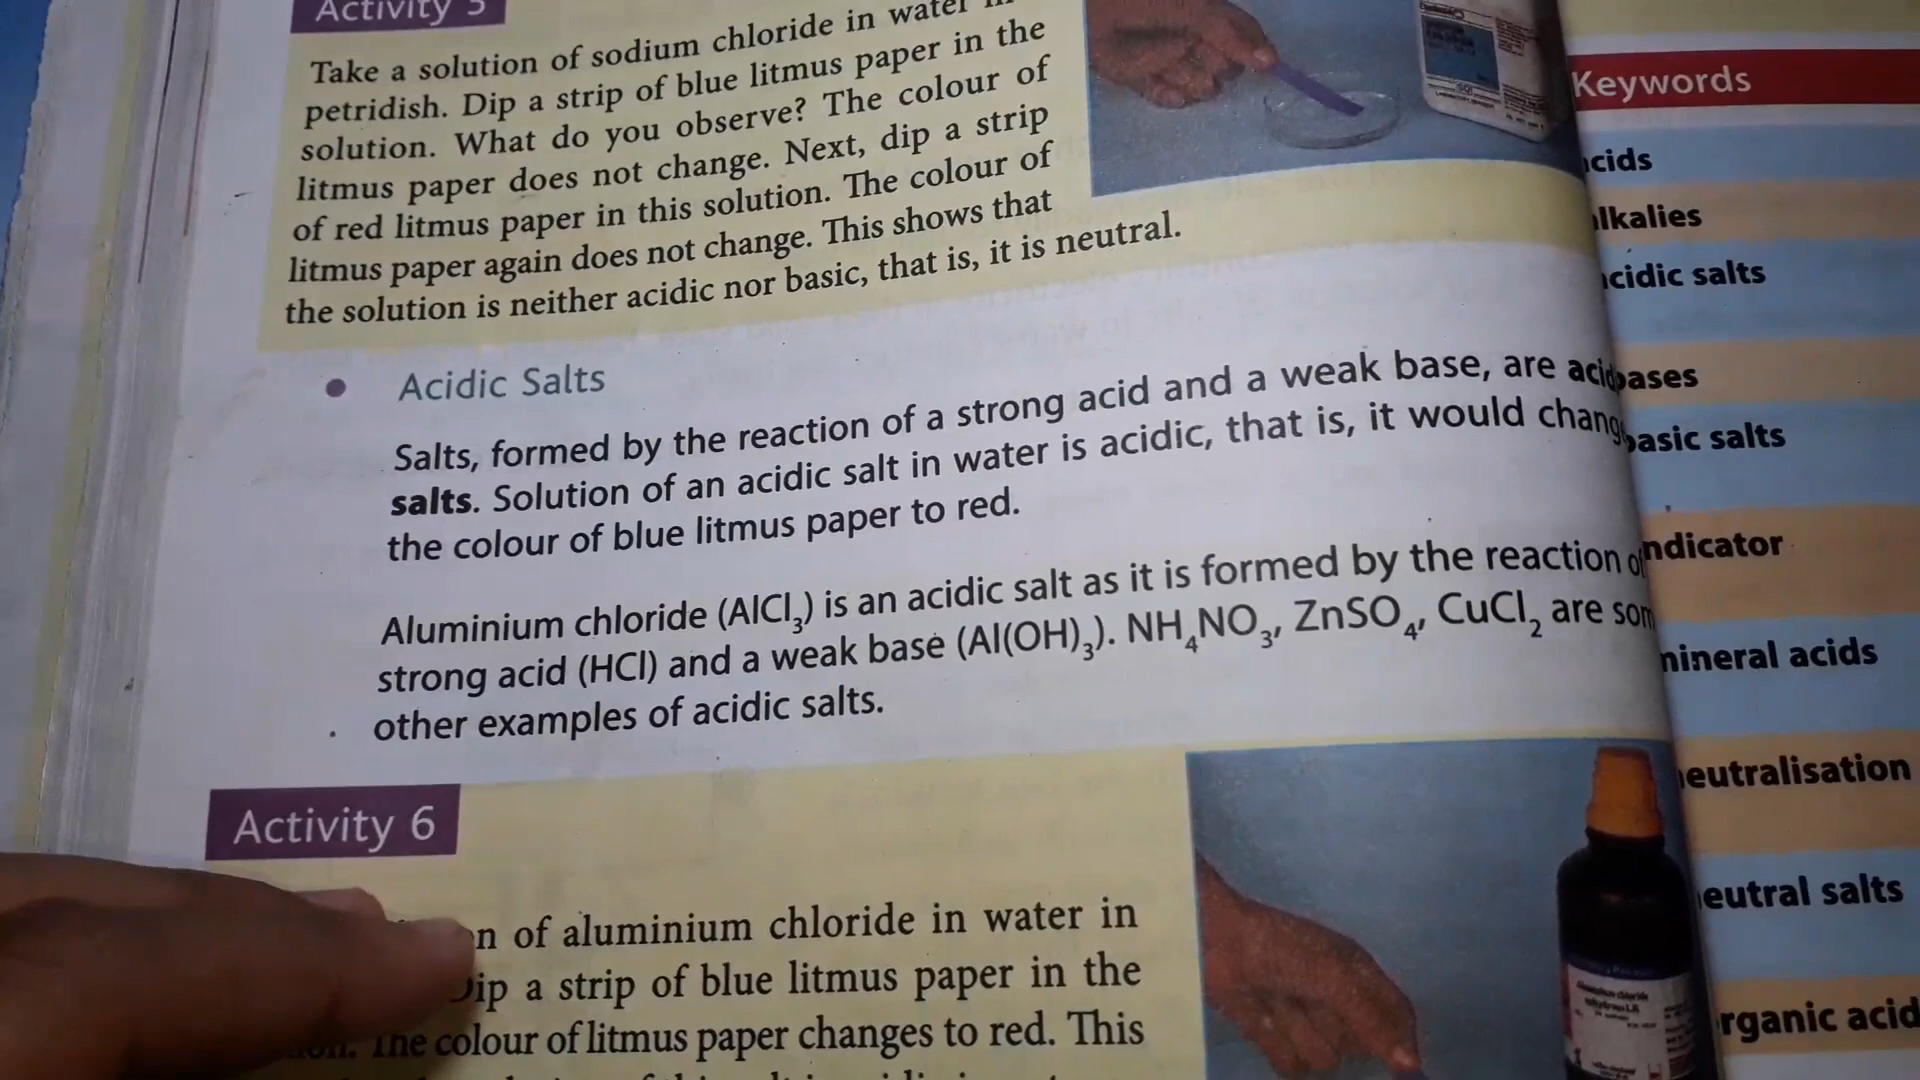 Activity 5
Take a solution of sodium chloride in water
petridish. Dip a strip of blue litmus paper in the
solution. What do you observe? The colour of
litmus paper does not change. Next, dip a strip
of red litmus paper in this solution. The colour of
litmus paper again does not change. This shows that
the solution is neither acidic nor basic, that is, it is neutral.
• Acidic Salts
Salts, formed by the reaction of a strong acid and a weak base, are acid
salts. Solution of an acidic salt in water is acidic, that is, it would chang
the colour of blue litmus paper to red.
Aluminium chloride (AlCl₃) is an acidic salt as it is formed by the reaction of
strong acid (HCl) and a weak base (Al(OH)₃). NH₄NO₃, ZnSO₄, CuCl₂ are som
other examples of acidic salts.
Activity 6
n of aluminium chloride in water in
Dip a strip of blue litmus paper in the
The colour of litmus paper changes to red. This
Keywords
cids
lkalies
cidic salts
bases
basic salts
ndicator
mineral acids
eutralisation
eutral salts
rganic acid